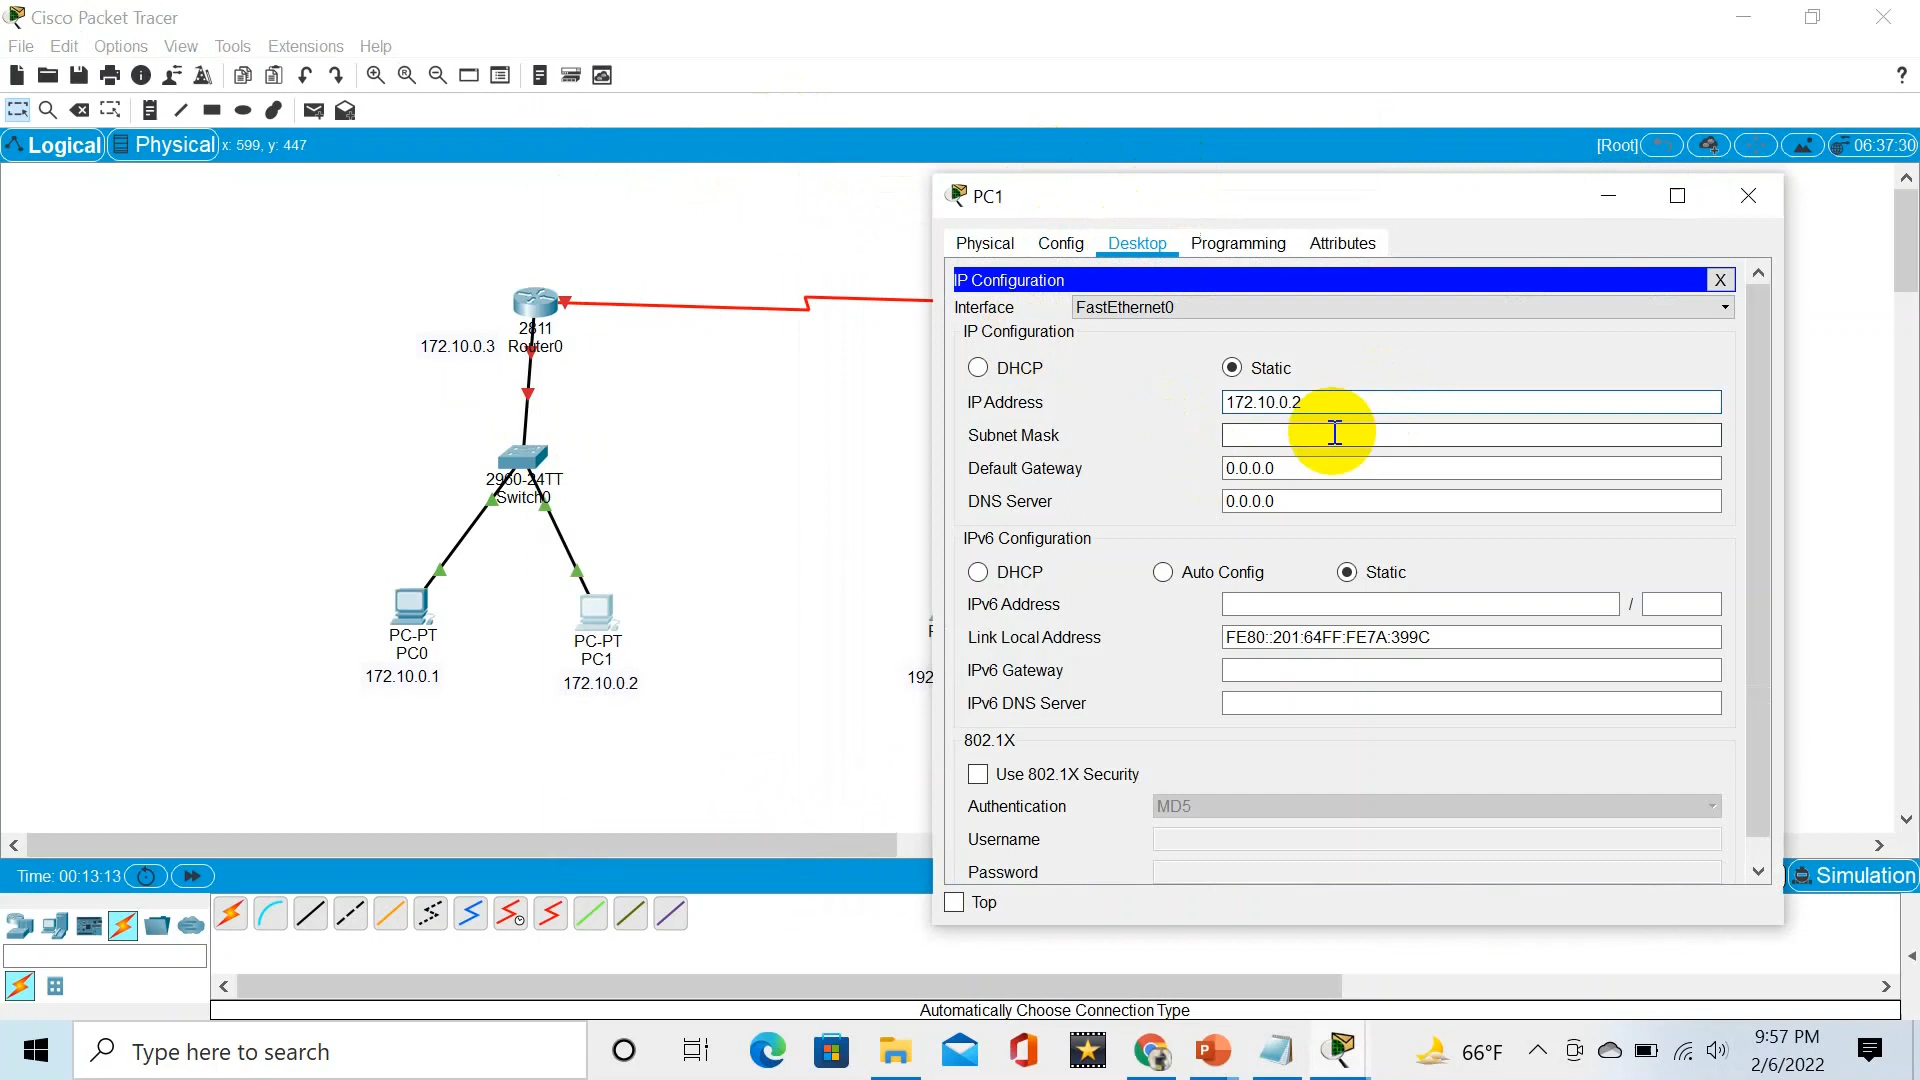 Cisco Packet Tracer
File Edit Options View Tools Extensions Help
?
Logical Physical x: 599, y: 447 [Root] 06:37:30
PC1
Physical Config Desktop Programming Attributes
IP Configuration X
Interface FastEthernet0
IP Configuration
DHCP Static
IP Address 172.10.0.2
Subnet Mask
Default Gateway 0.0.0.0
DNS Server 0.0.0.0
IPv6 Configuration
DHCP Auto Config Static
IPv6 Address /
Link Local Address FE80::201:64FF:FE7A:399C
IPv6 Gateway
IPv6 DNS Server
802.1X
Use 802.1X Security
Authentication MD5
Username
Password
Top
2811
172.10.0.3 Router0
2960-24TT
Switch0
PC-PT
PC0
172.10.0.1
PC-PT
PC1
172.10.0.2
192
Time: 00:13:13 Simulation
Automatically Choose Connection Type
Type here to search
66°F
9:57 PM
2/6/2022